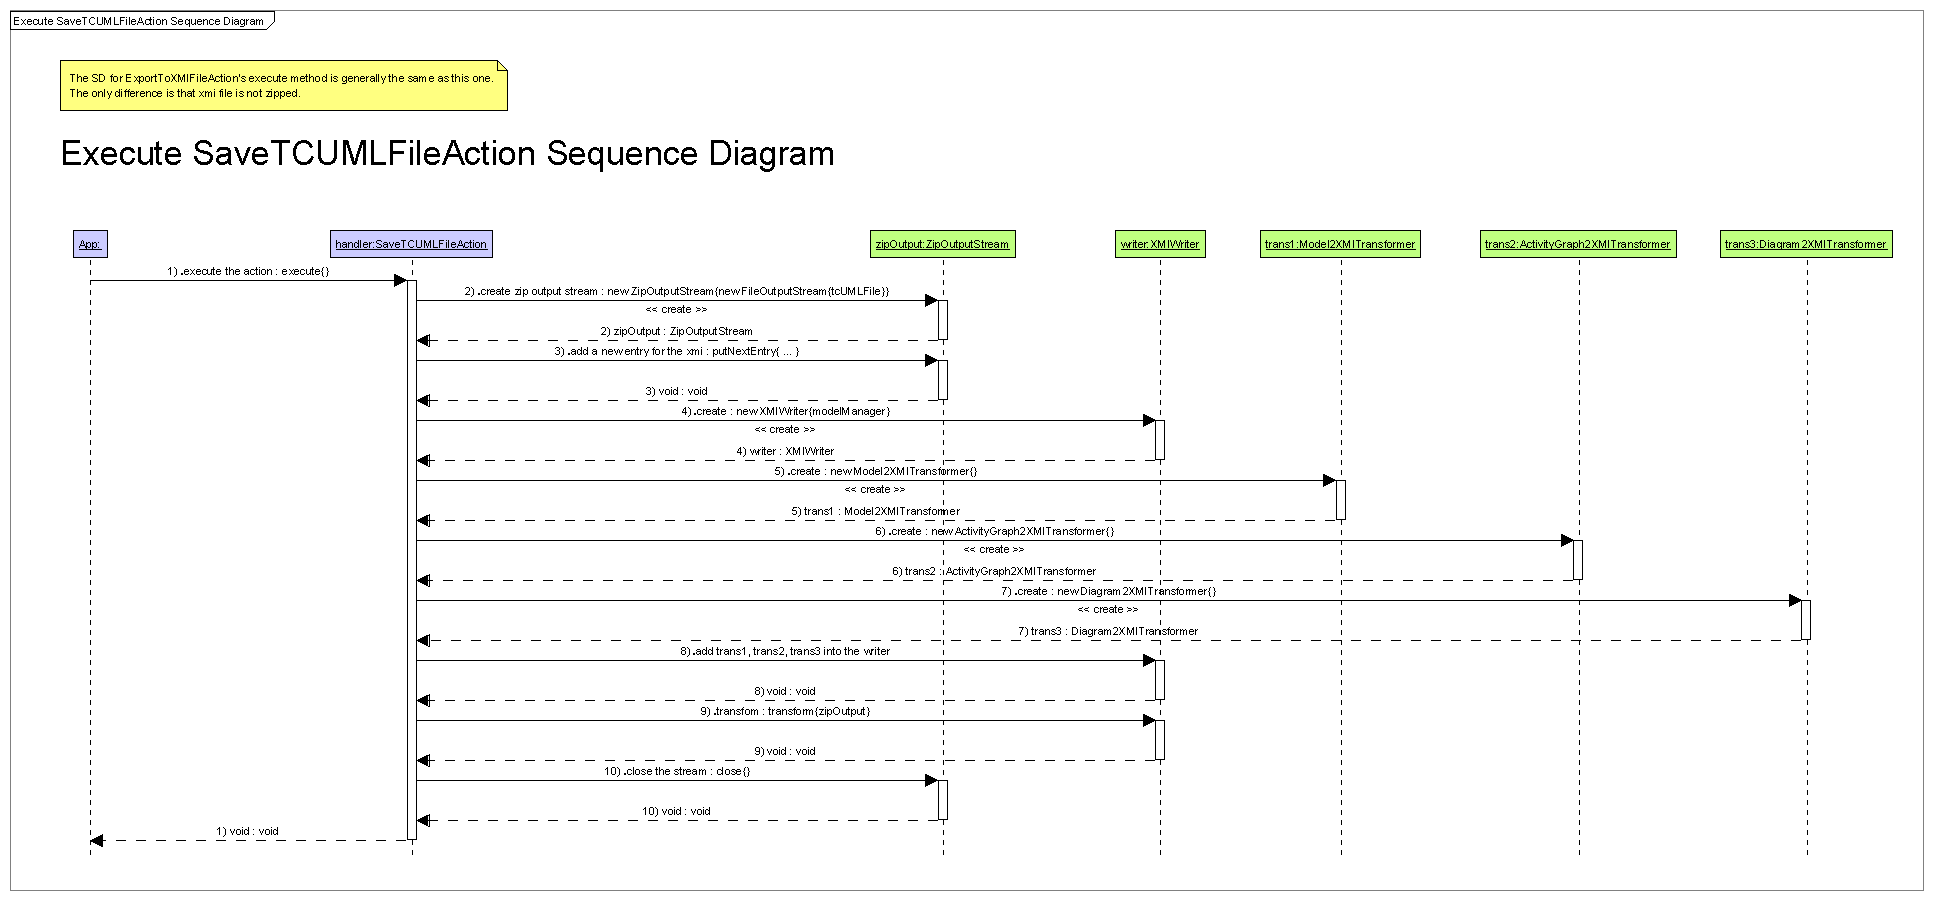 Execute SaveTCUMLFileAction Sequence Diagram
The SD for ExportToXMIFileAction's execute method is generally the same as this one.
The only difference is that xmi file is not zipped.
Execute SaveTCUMLFileAction Sequence Diagram
App:
handler:SaveTCUMLFileAction
zipOutput:ZipOutputStream
writer:XMIWriter
trans1:Model2XMITransformer
trans2:ActivityGraph2XMITransformer
trans3:Diagram2XMITransformer
1) .execute the action : execute{}
2) .create zip output stream : new ZipOutputStream{new FileOutputStream{tcUMLFile}}
<< create >>
2) zipOutput : ZipOutputStream
3) .add a new entry for the xmi : putNextEntry{ ... }
3) void : void
4) .create : new XMIWriter{modelManager}
<< create >>
4) writer : XMIWriter
5) .create : new Model2XMITransformer{}
<< create >>
5) trans1 : Model2XMITransformer
6) .create : new ActivityGraph2XMITransformer{}
<< create >>
6) trans2 : ActivityGraph2XMITransformer
7) .create : new Diagram2XMITransformer{}
<< create >>
7) trans3 : Diagram2XMITransformer
8) .add trans1, trans2, trans3 into the writer
8) void : void
9) .transfom : transform{zipOutput}
9) void : void
10) .close the stream : close{}
10) void : void
1) void : void